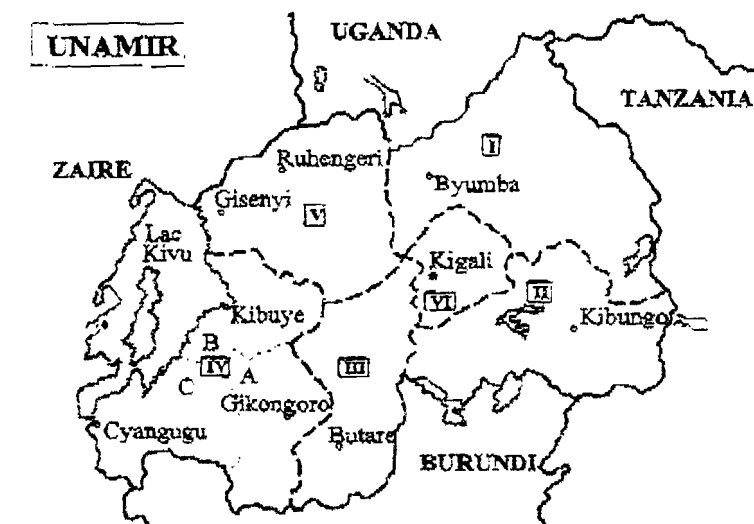 UNAMIR
UGANDA
TANZANIA
ZAIRE
Ruhengeri
I
Byumba
Gisenyi
V
Lac
Kivu
Kigali
VI
II
Kibuye
Kibungo
B
IV
III
C
A
Gikongoro
Cyangugu
Butare
BURUNDI